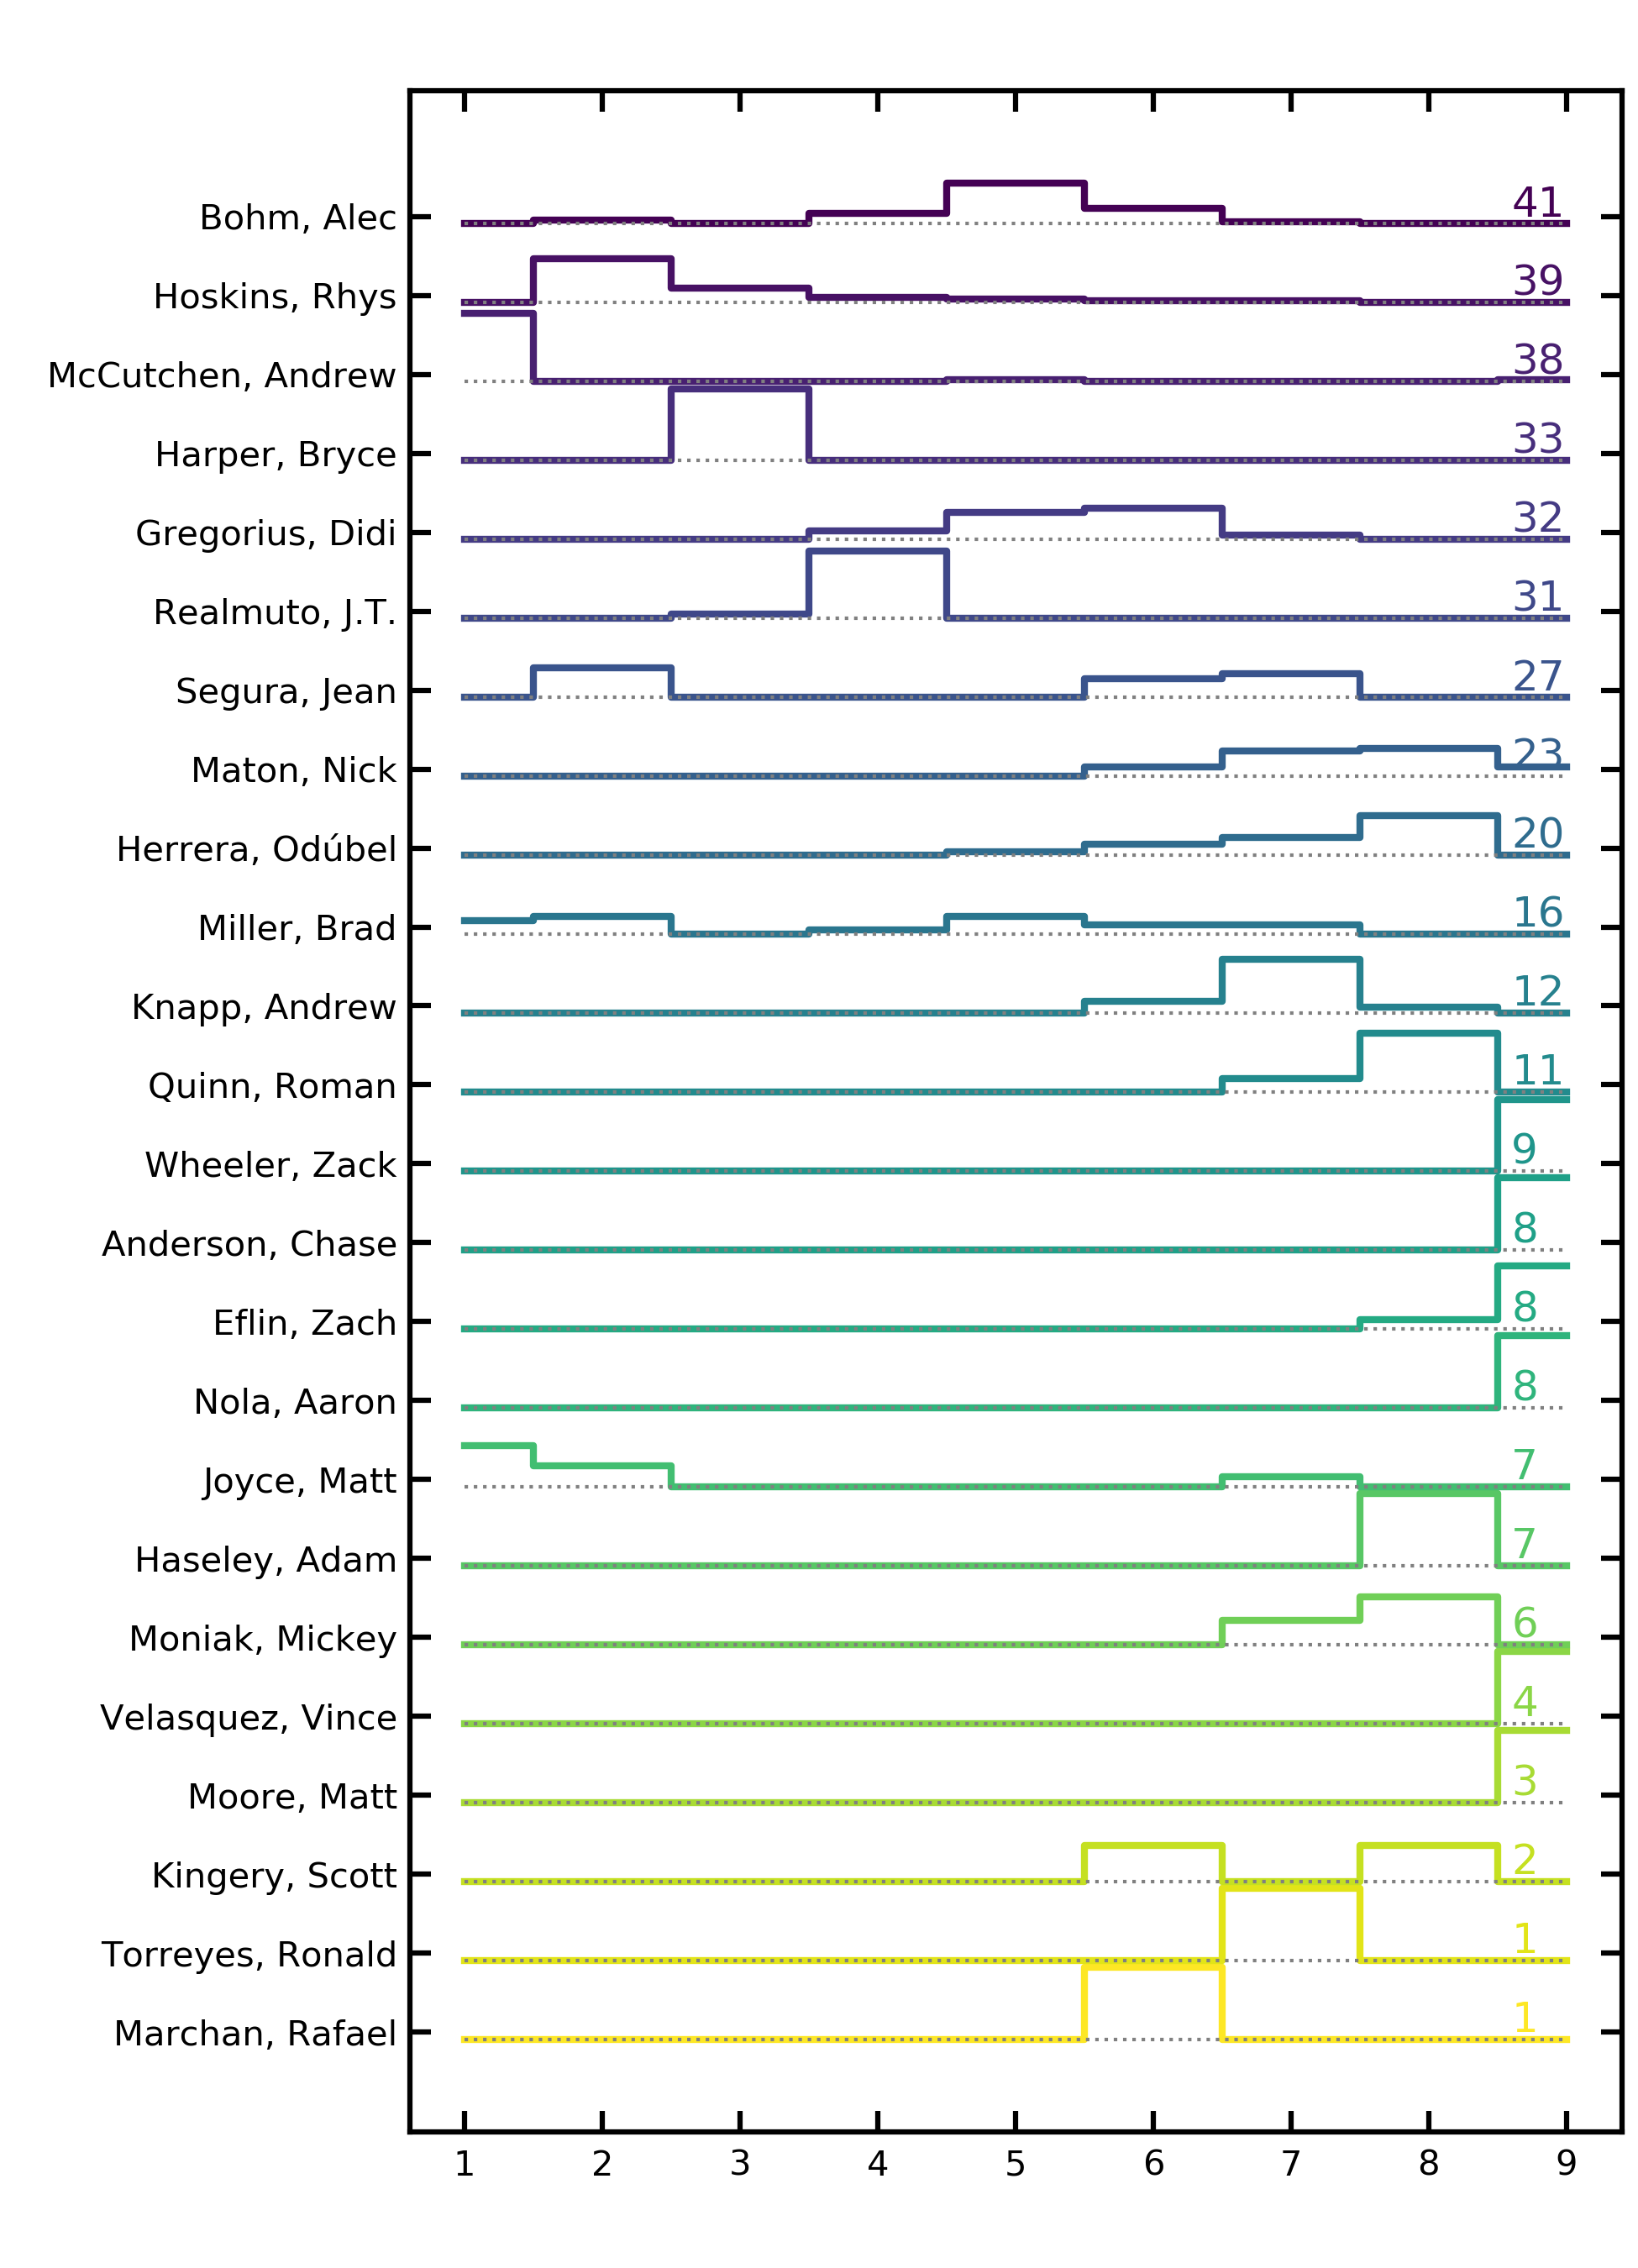 Bohm, Alec 41
Hoskins, Rhys 39
McCutchen, Andrew 38
Harper, Bryce 33
Gregorius, Didi 32
Realmuto, J.T. 31
Segura, Jean 27
Maton, Nick 23
Herrera, Odúbel 20
Miller, Brad 16
Knapp, Andrew 12
Quinn, Roman 11
Wheeler, Zack 9
Anderson, Chase 8
Eflin, Zach 8
Nola, Aaron 8
Joyce, Matt 7
Haseley, Adam 7
Moniak, Mickey 6
Velasquez, Vince 4
Moore, Matt 3
Kingery, Scott 2
Torreyes, Ronald 1
Marchan, Rafael 1
1 2 3 4 5 6 7 8 9